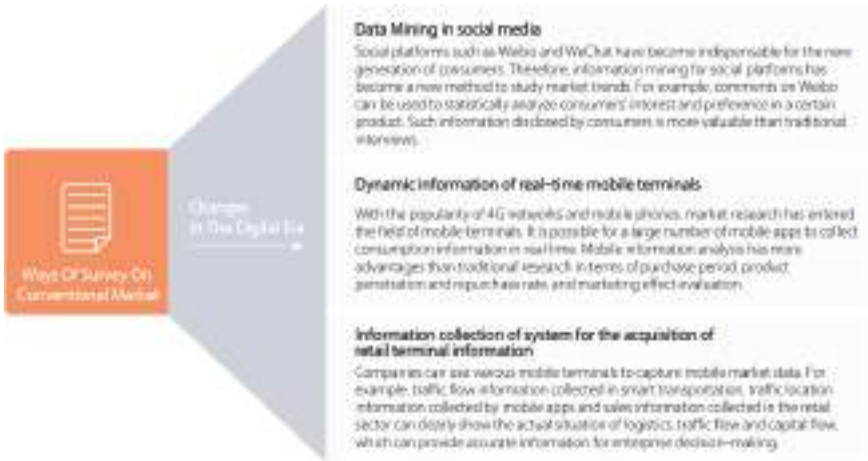 Ways Of Survey On
Conventional Market
Changes
In The Digital Era
Data Mining in social media
Social platforms such as Weibo and WeChat have become indispensable for the new
generation of consumers. Therefore, information mining for social platforms has
become a new method to study market trends. For example, comments on Weibo
can be used to statistically analyze consumers' interest and preference in a certain
product. Such information disclosed by consumers is more valuable than traditional
interviews.
Dynamic information of real-time mobile terminals
With the popularity of 4G networks and mobile phones, market research has entered
the field of mobile terminals. It is possible for a large number of mobile apps to collect
consumption information in real time. Mobile information analysis has more
advantages than traditional research in terms of purchase period, product
penetration and repurchase rate, and marketing effect evaluation.
Information collection of system for the acquisition of
retail terminal information
Companies can use various mobile terminals to capture mobile market data. For
example, traffic flow information collected in smart transportation, traffic location
information collected by mobile apps and sales information collected in the retail
sector can clearly show the actual situation of logistics, traffic flow and capital flow,
which can provide accurate information for enterprise decision-making.